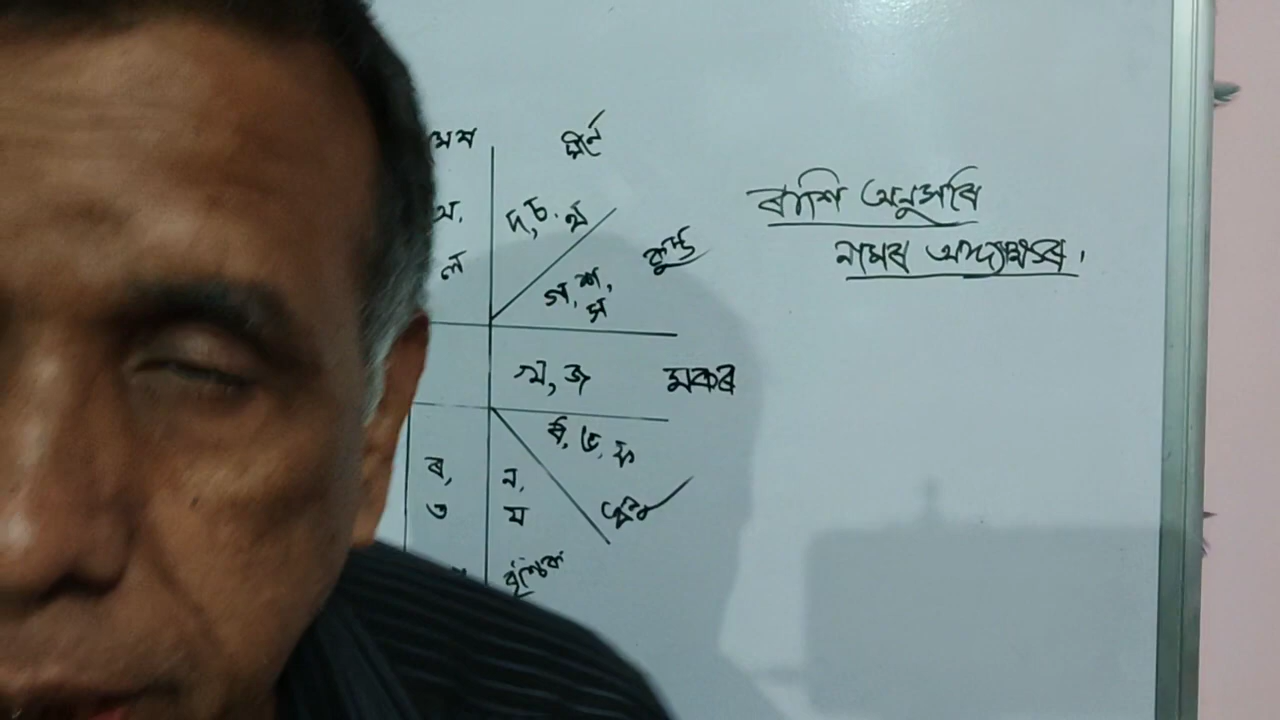 মেষ
মীন
অ,
ল
দ, চ. থ
কুম্ভ
গ, শ,
স
ৰাশি অনুসৰি
নামৰ আদ্যাক্ষৰ।
খ, জ
মকৰ
ধ, ফ
ধনু
ৰ,
ত
ন,
য
বৃশ্চিক